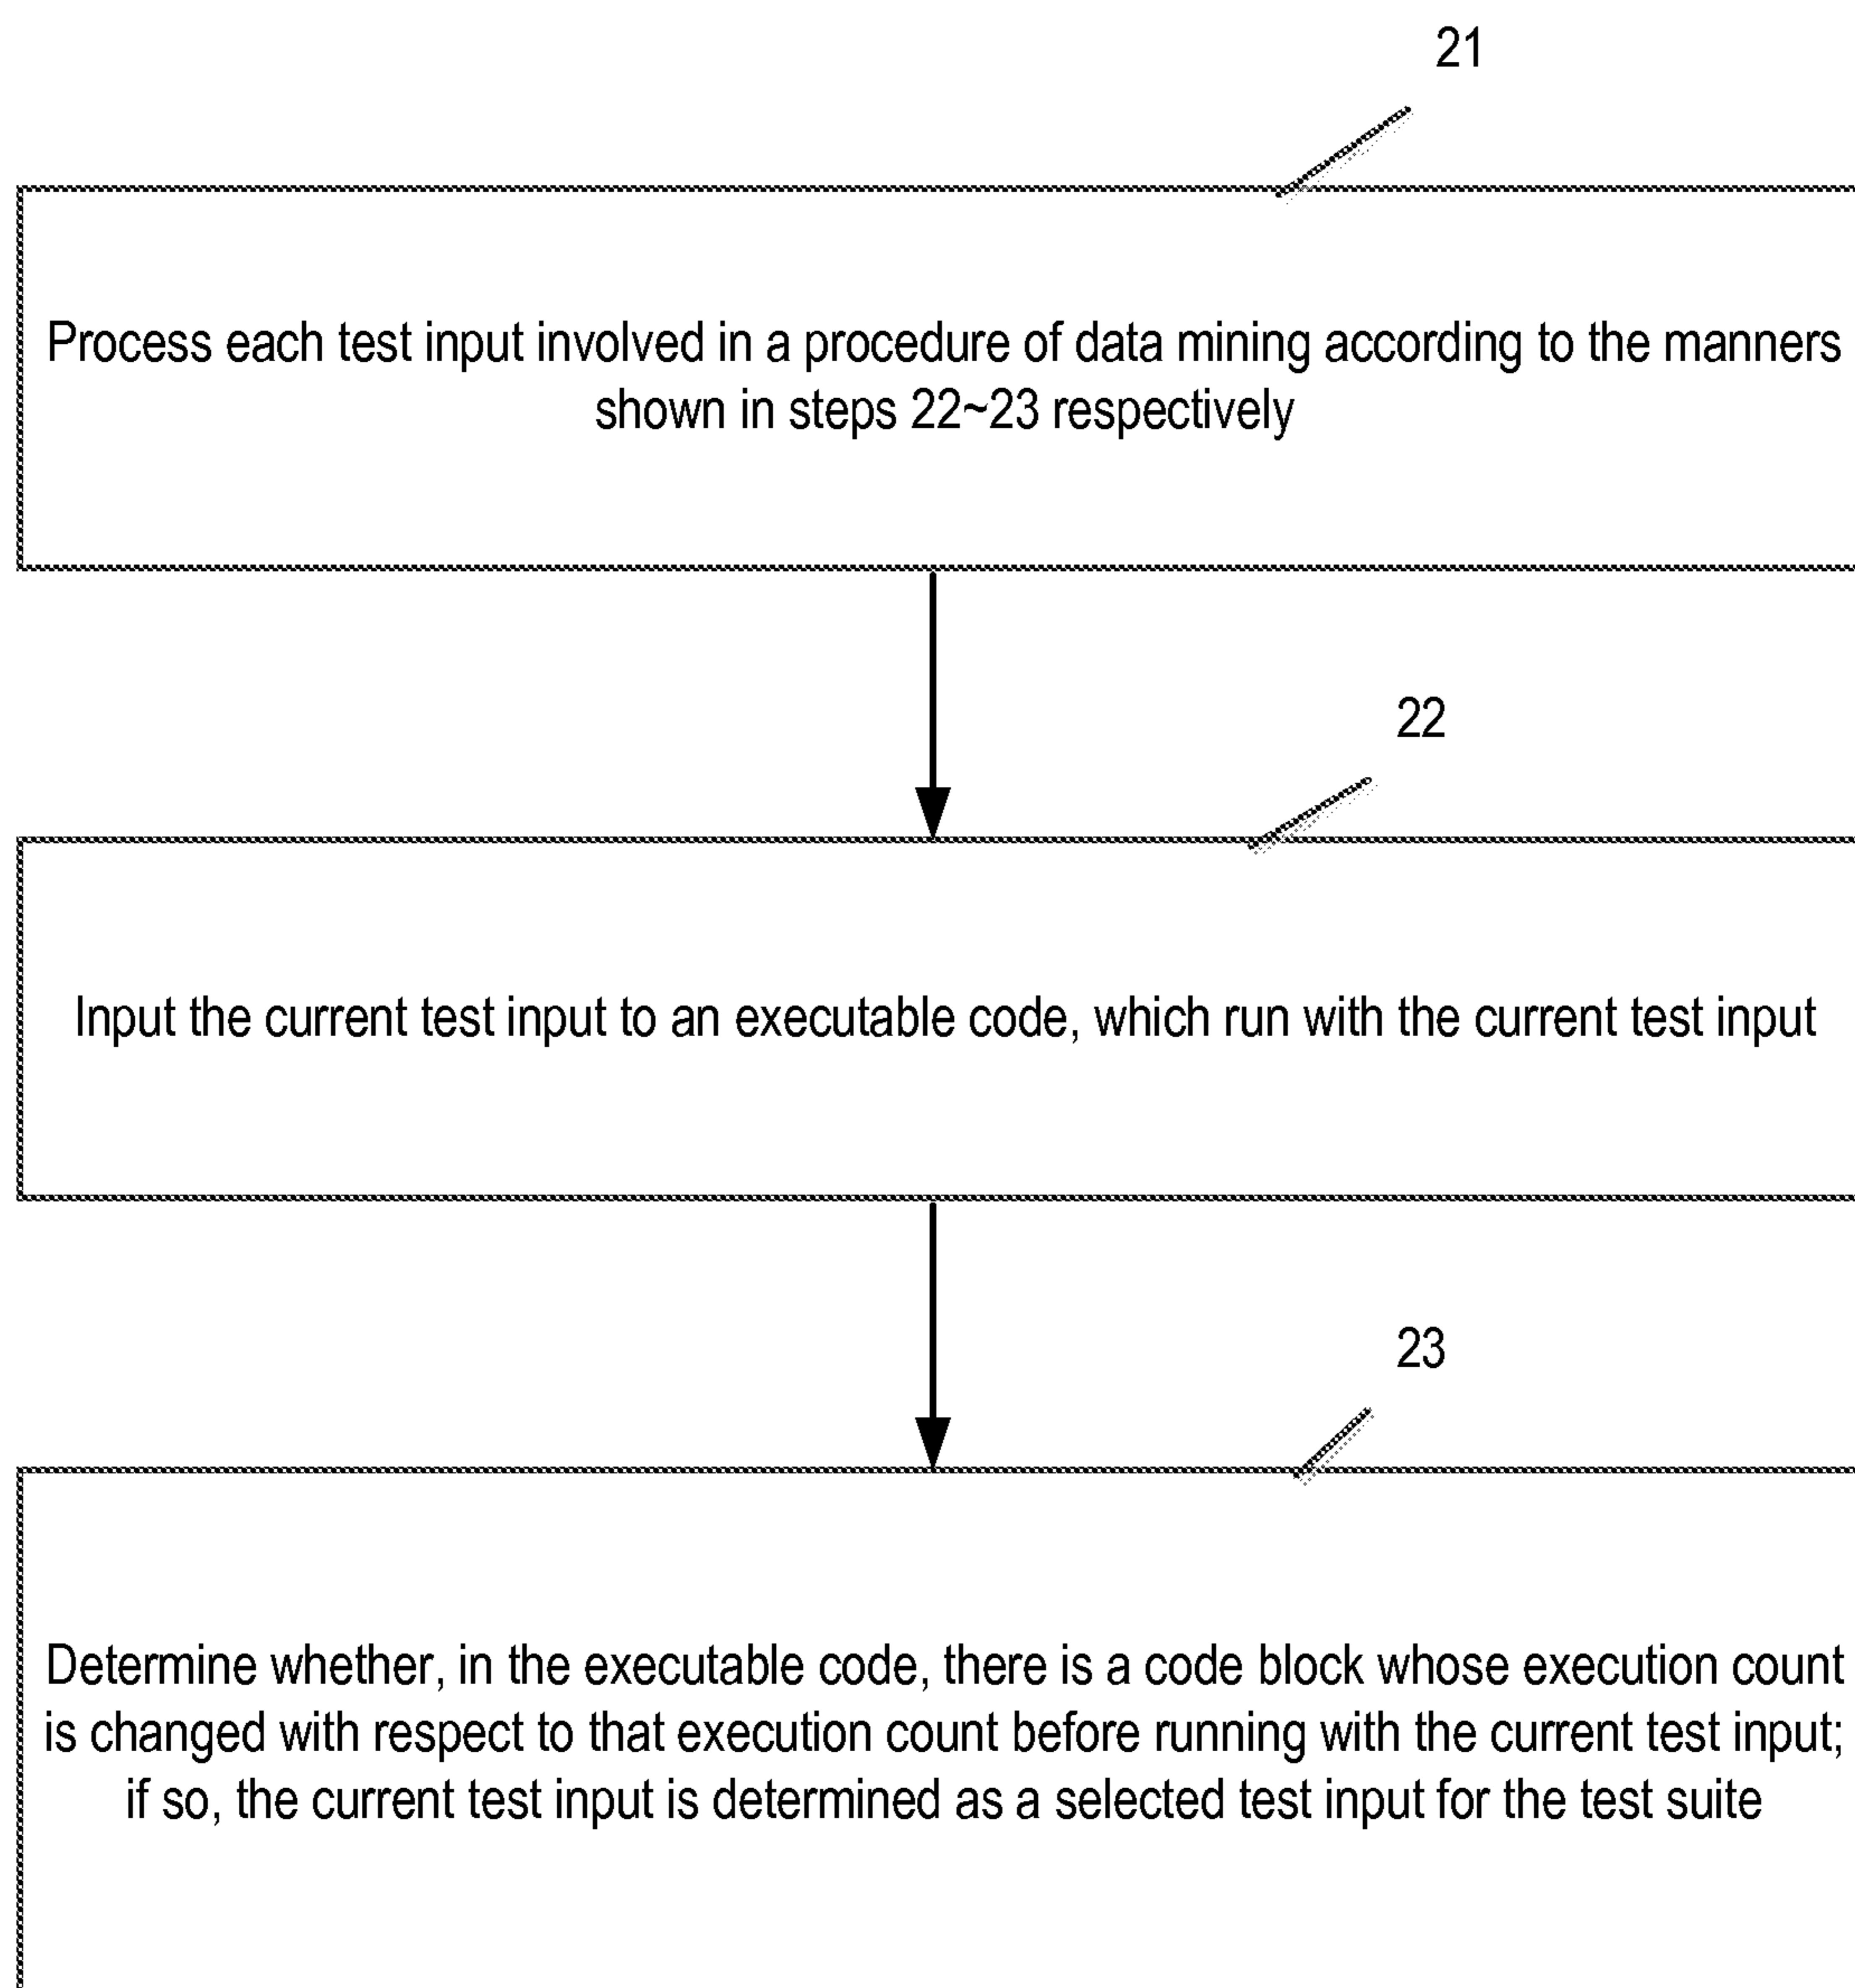 21
Process each test input involved in a procedure of data mining according to the manners
shown in steps 22~23 respectively
22
Input the current test input to an executable code, which run with the current test input
23
Determine whether, in the executable code, there is a code block whose execution count
is changed with respect to that execution count before running with the current test input;
if so, the current test input is determined as a selected test input for the test suite